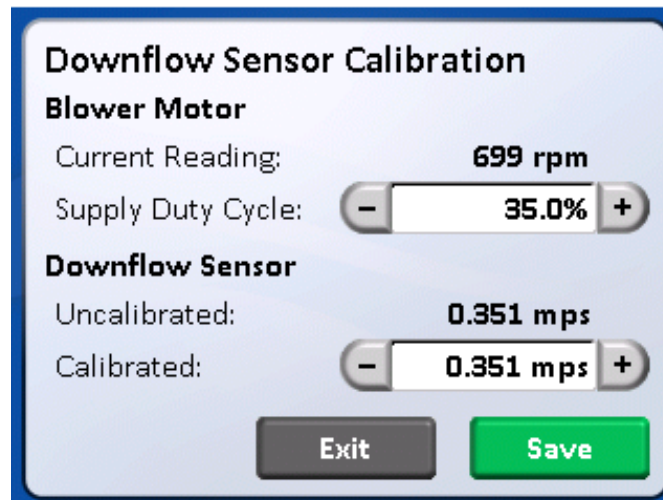 Downflow Sensor Calibration
Blower Motor
Current Reading: 699 rpm
Supply Duty Cycle: − 35.0% +
Downflow Sensor
Uncalibrated: 0.351 mps
Calibrated: − 0.351 mps +
Exit Save